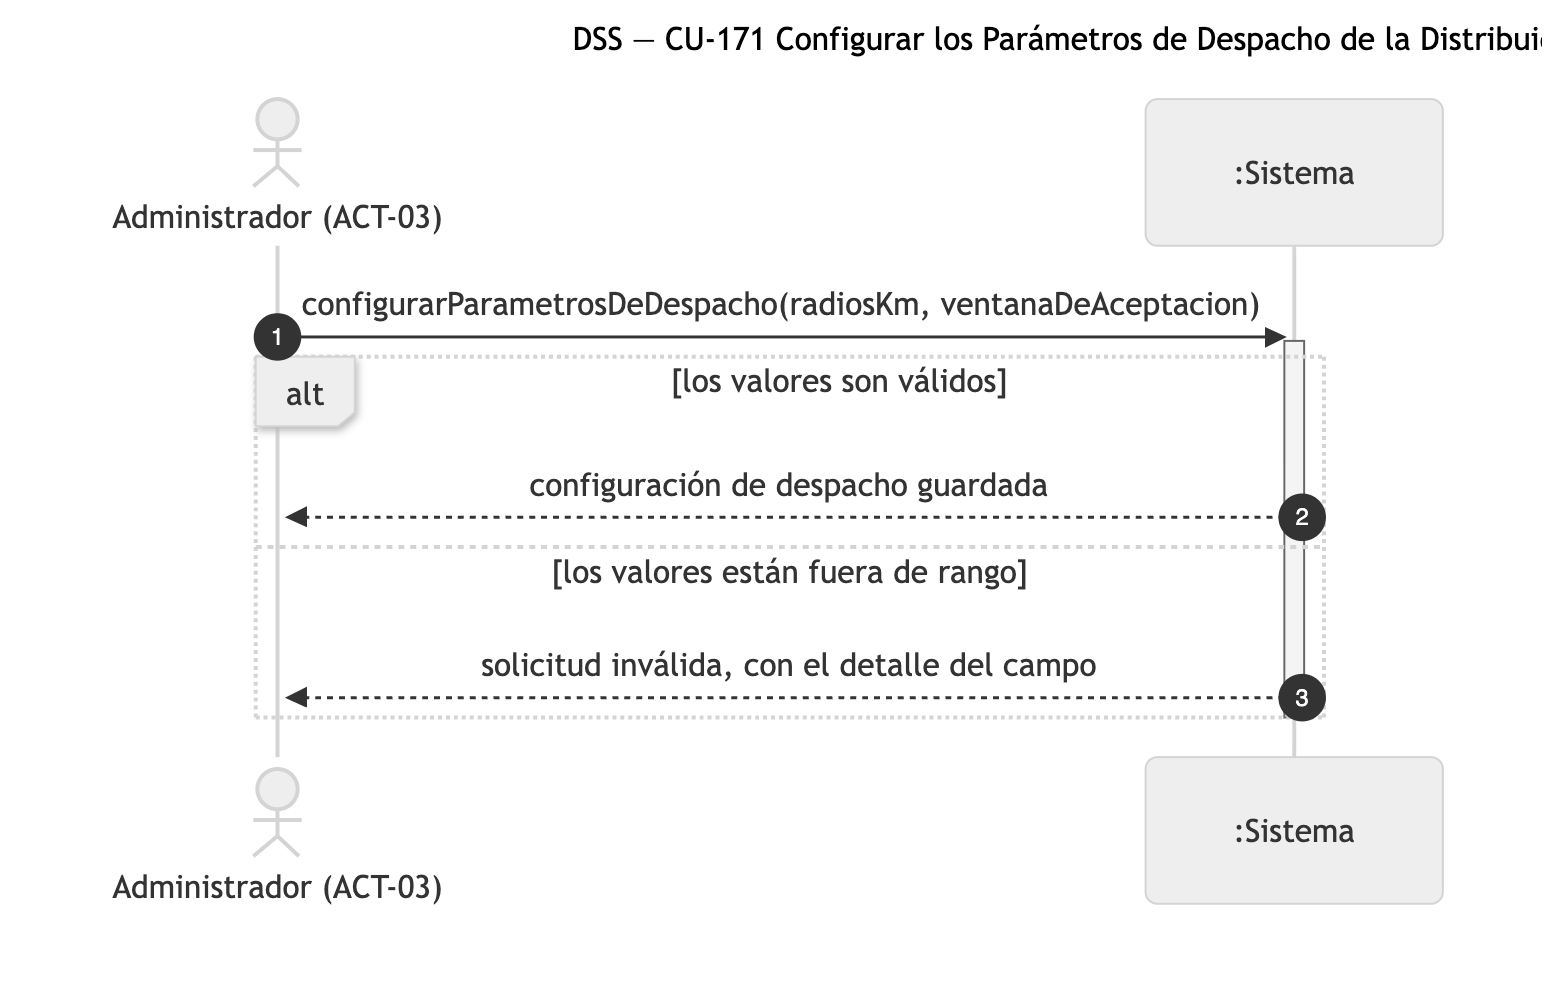 DSS — CU-171 Configurar los Parámetros de Despacho de la
Administrador (ACT-03)
:Sistema
configurarParametrosDeDespacho(radiosKm, ventanaDeAceptacion)
1
alt
[los valores son válidos]
configuración de despacho guardada
2
[los valores están fuera de rango]
solicitud inválida, con el detalle del campo
3
:Sistema
Administrador (ACT-03)